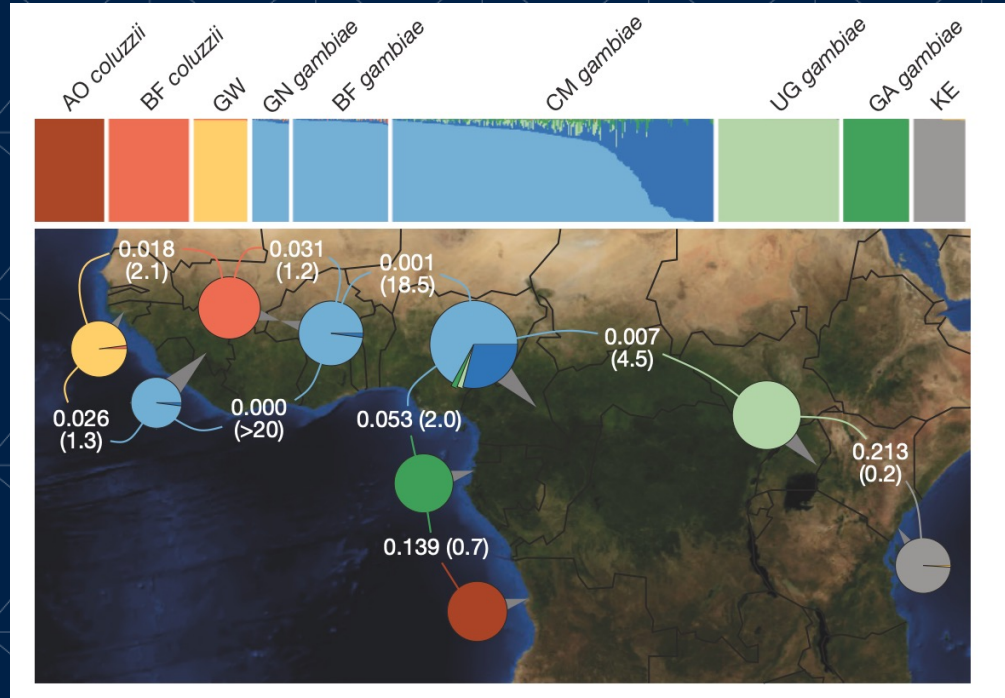 AO coluzzii
BF coluzzii
GW
GN gambiae
BF gambiae
CM gambiae
UG gambiae
GA gambiae
KE
0.018
(2.1)
0.031
(1.2)
0.001
(18.5)
0.007
(4.5)
0.026
(1.3)
0.000
(>20)
0.053 (2.0)
0.213
(0.2)
0.139 (0.7)